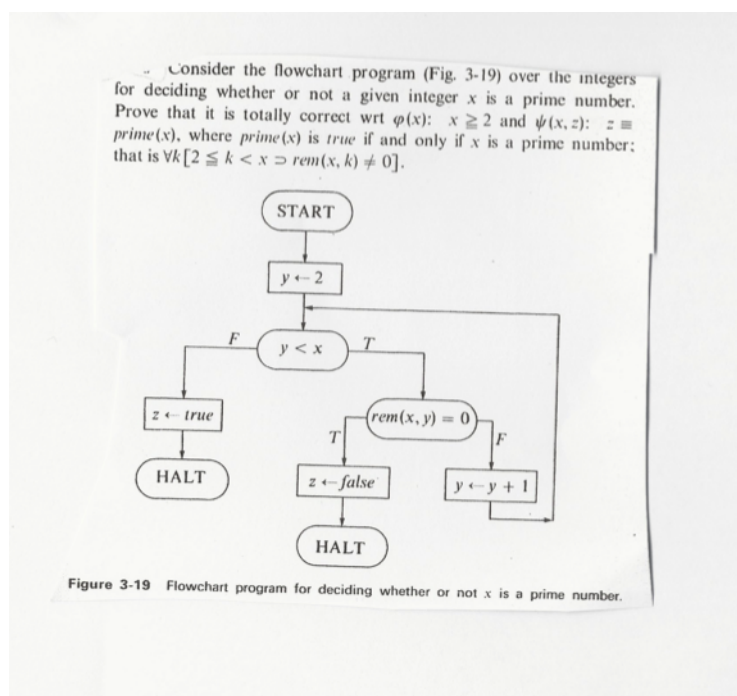 Consider the flowchart program (Fig. 3-19) over the integers
for deciding whether or not a given integer x is a prime number.
Prove that it is totally correct wrt φ(x): x ≧ 2 and ψ(x, z): z ≡
prime(x), where prime(x) is true if and only if x is a prime number;
that is ∀k[2 ≦ k < x ⊃ rem(x, k) ≠ 0].
START
y ← 2
F
y < x
T
z ← true
rem(x, y) = 0
T
F
HALT
z ← false
y ← y + 1
HALT
Figure 3-19 Flowchart program for deciding whether or not x is a prime number.